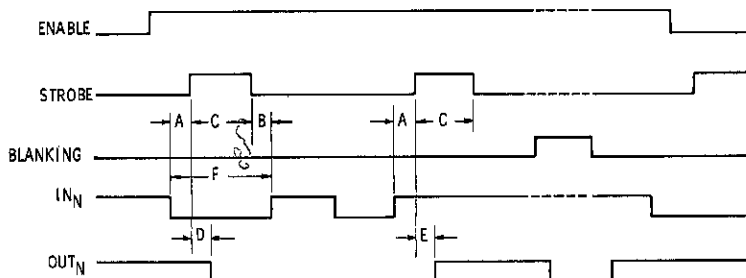 ENABLE
STROBE
A C B A C
BLANKING
F
IN_N
D E
OUT_N